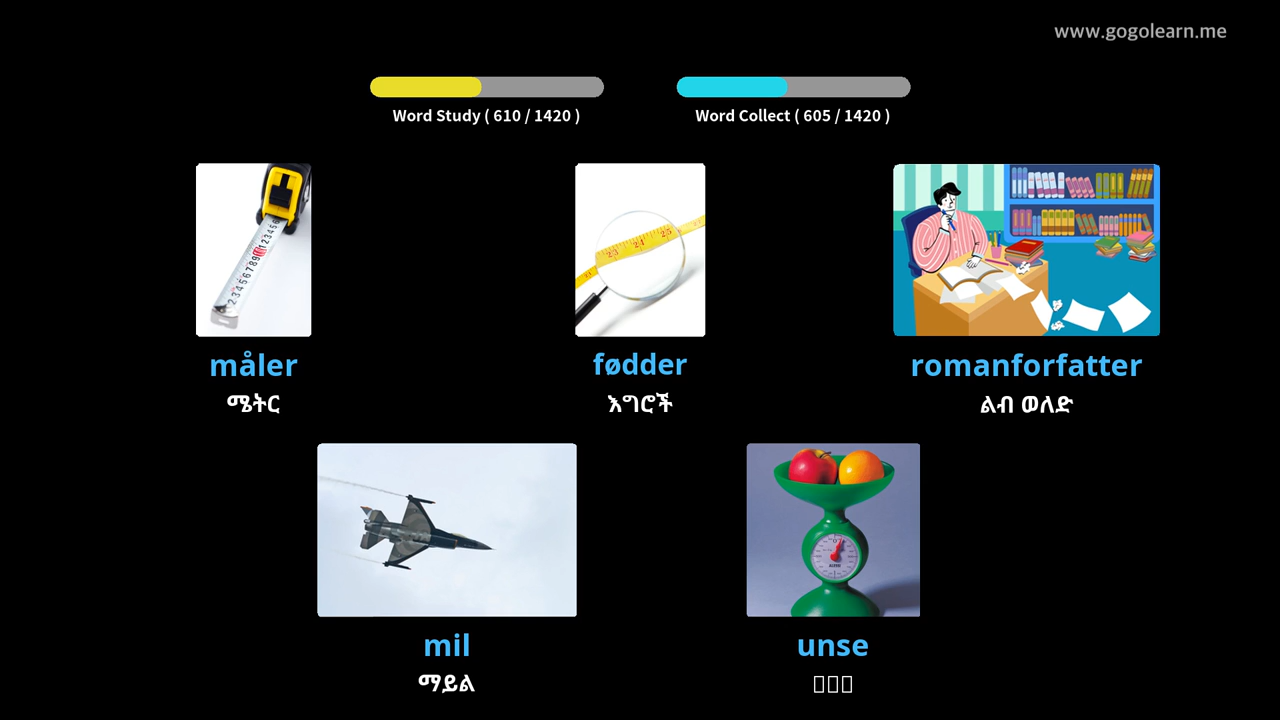 www.gogolearn.me
Word Study ( 610 / 1420 )
Word Collect ( 605 / 1420 )
måler
ሜትር
fødder
እግሮች
romanforfatter
ልብ ወለድ
mil
ማይል
unse